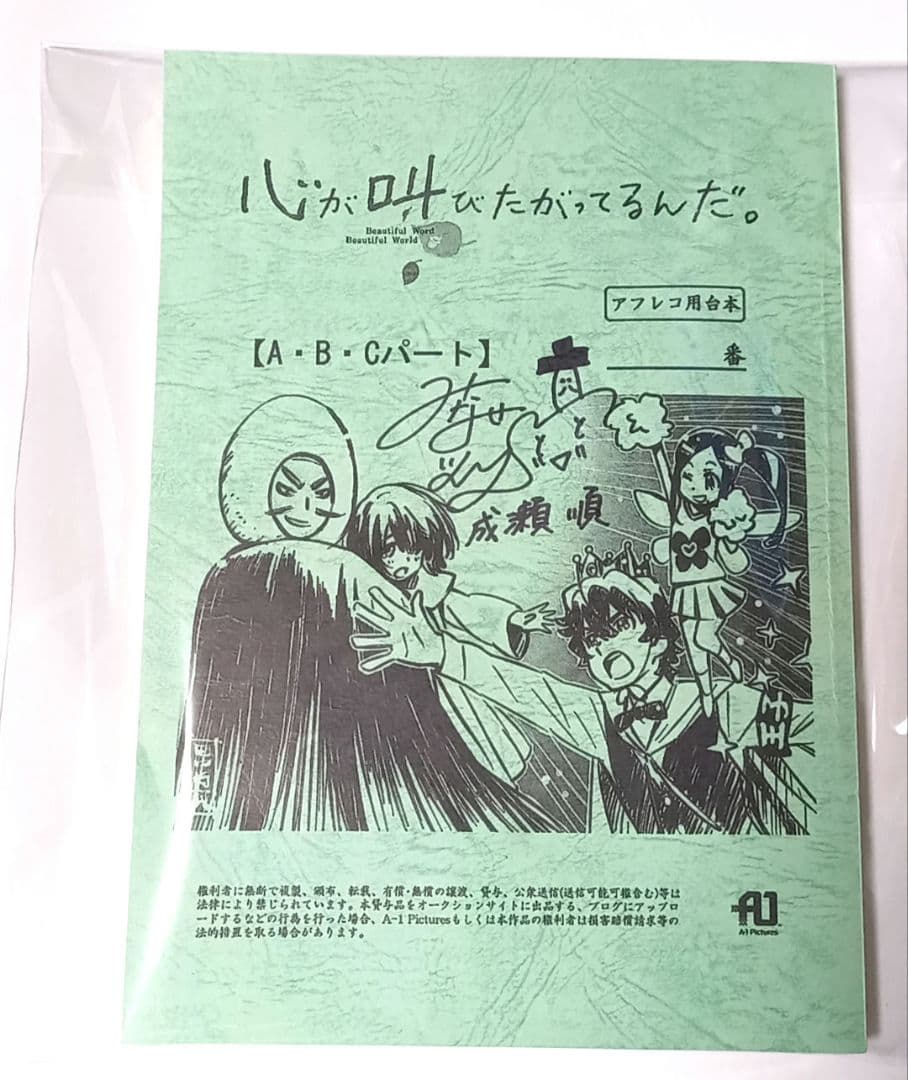 心が叫びたがってるんだ。
Beautiful Word
Beautiful World
アフレコ用台本
【A・B・Cパート】
番
みなせ
成瀬 順
王子
権利者に無断で複製、頒布、転載、有償・無償の譲渡、貸与、公衆送信(送信可能可権含む)等は
法律により禁じられています。本貸与品をオークションサイトに出品する、ブログにアップロ
ードするなどの行為を行った場合、A-1 Picturesもしくは本作品の権利者は損害賠償請求等の
法的措置を取る場合があります。
A-1 Pictures